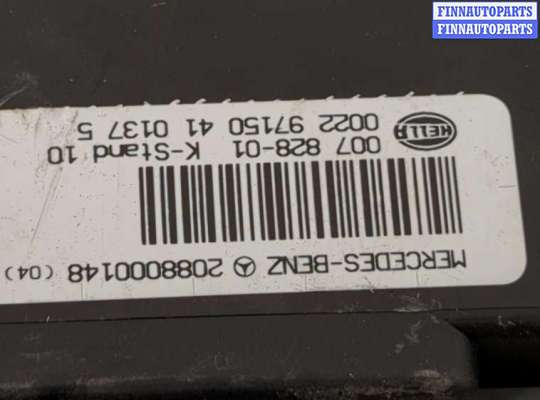 FINNAUTOPARTS
FINNAUTOPARTS
MERCEDES-BENZ 2088000148 (04)
007 828-01 K-Stand 10
0022 97150 41 0137 5
HELLA